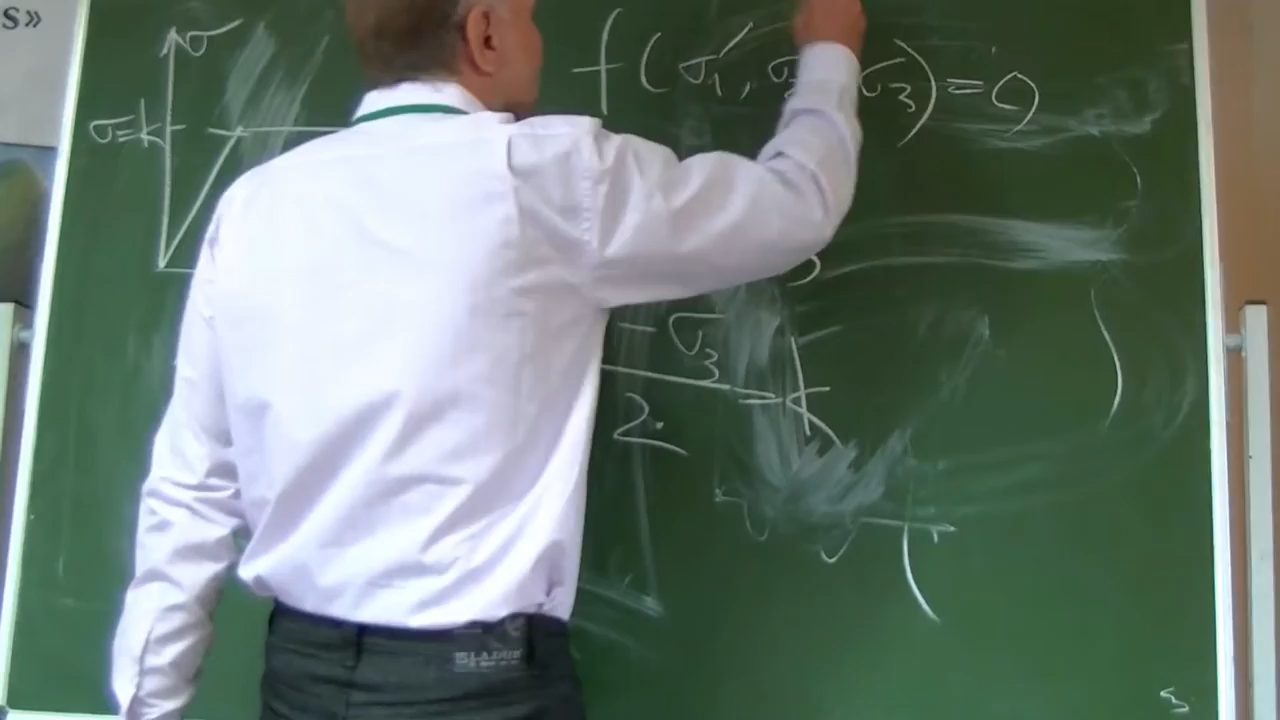 s»
σ
f(σ₁, σ₂ σ₃) = 0
σ=k
- σ₃
= k
2